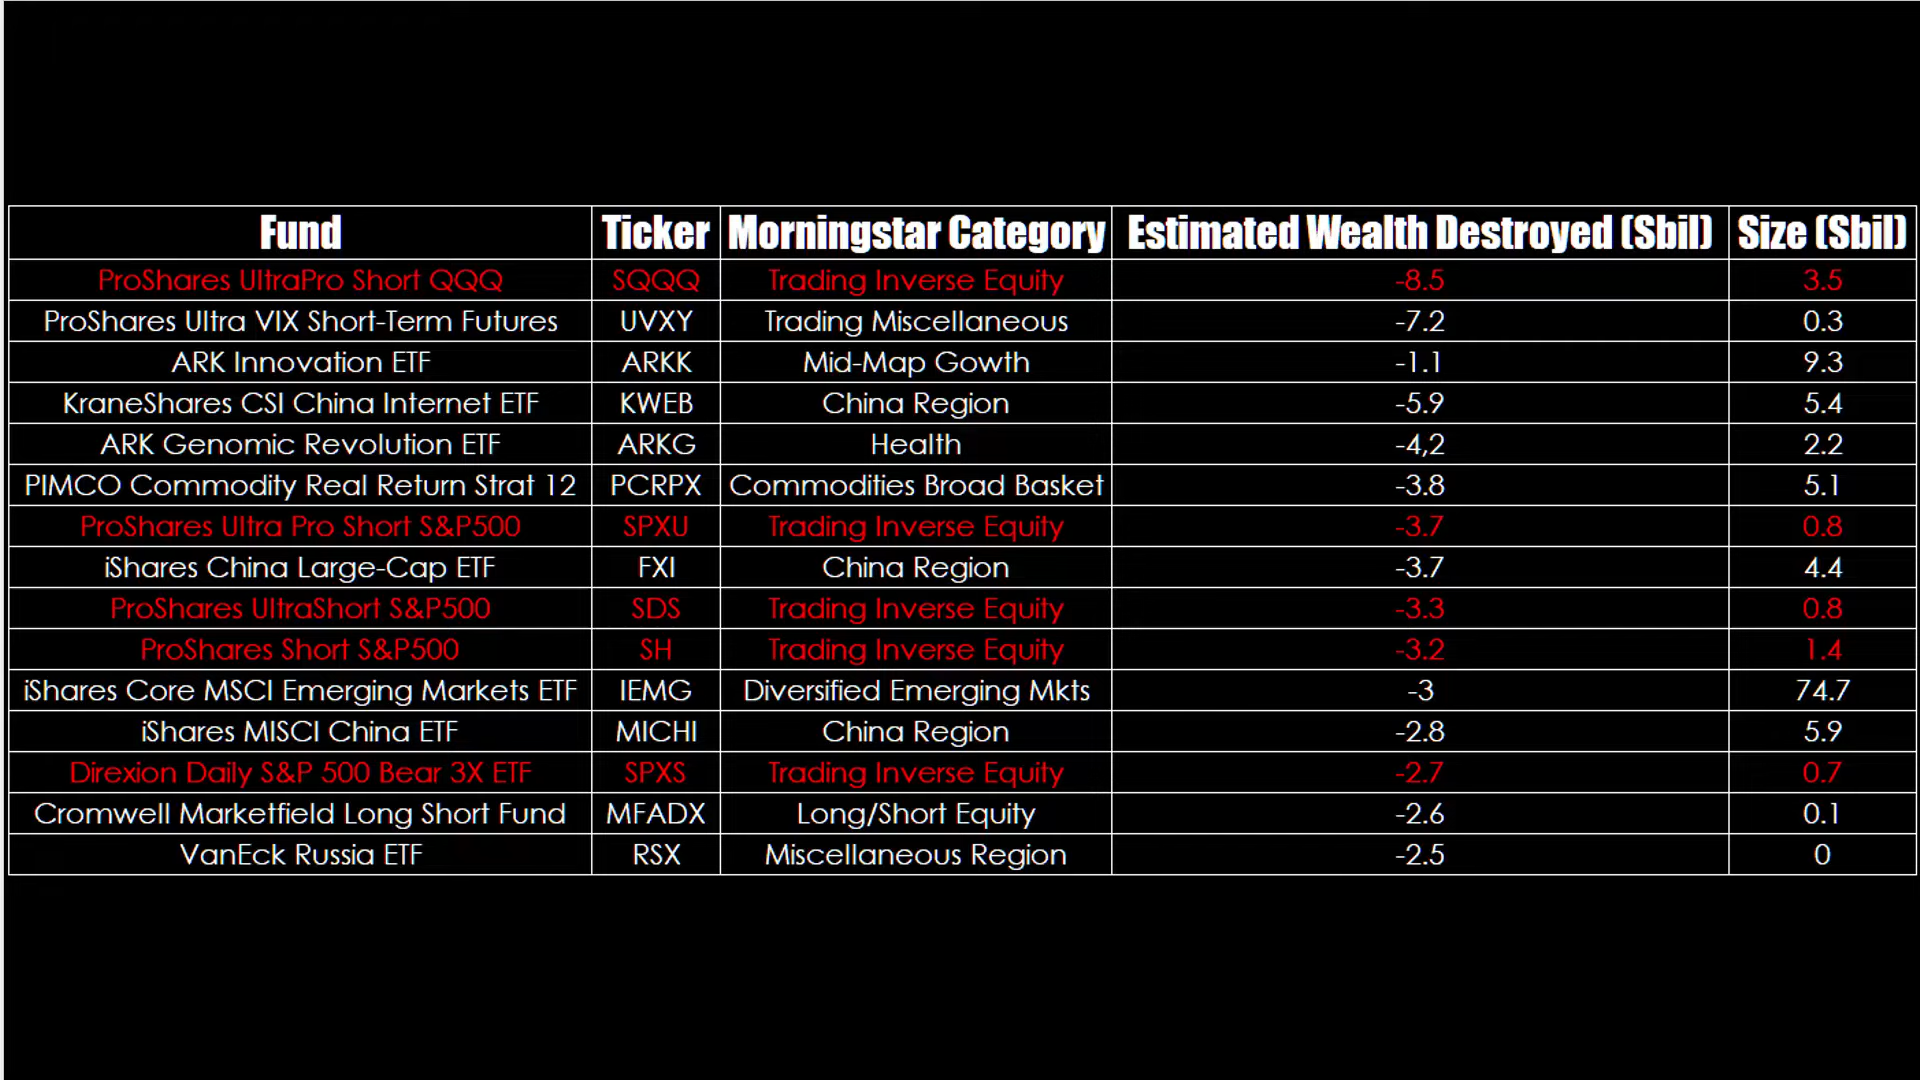 Fund Ticker Morningstar Category Estimated Wealth Destroyed (Sbil) Size (Sbil)
ProShares UltraPro Short QQQ SQQQ Trading Inverse Equity -8.5 3.5
ProShares Ultra VIX Short-Term Futures UVXY Trading Miscellaneous -7.2 0.3
ARK Innovation ETF ARKK Mid-Map Gowth -1.1 9.3
KraneShares CSI China Internet ETF KWEB China Region -5.9 5.4
ARK Genomic Revolution ETF ARKG Health -4,2 2.2
PIMCO Commodity Real Return Strat 12 PCRPX Commodities Broad Basket -3.8 5.1
ProShares Ultra Pro Short S&P500 SPXU Trading Inverse Equity -3.7 0.8
iShares China Large-Cap ETF FXI China Region -3.7 4.4
ProShares UltraShort S&P500 SDS Trading Inverse Equity -3.3 0.8
ProShares Short S&P500 SH Trading Inverse Equity -3.2 1.4
iShares Core MSCI Emerging Markets ETF IEMG Diversified Emerging Mkts -3 74.7
iShares MISCI China ETF MICHI China Region -2.8 5.9
Direxion Daily S&P 500 Bear 3X ETF SPXS Trading Inverse Equity -2.7 0.7
Cromwell Marketfield Long Short Fund MFADX Long/Short Equity -2.6 0.1
VanEck Russia ETF RSX Miscellaneous Region -2.5 0